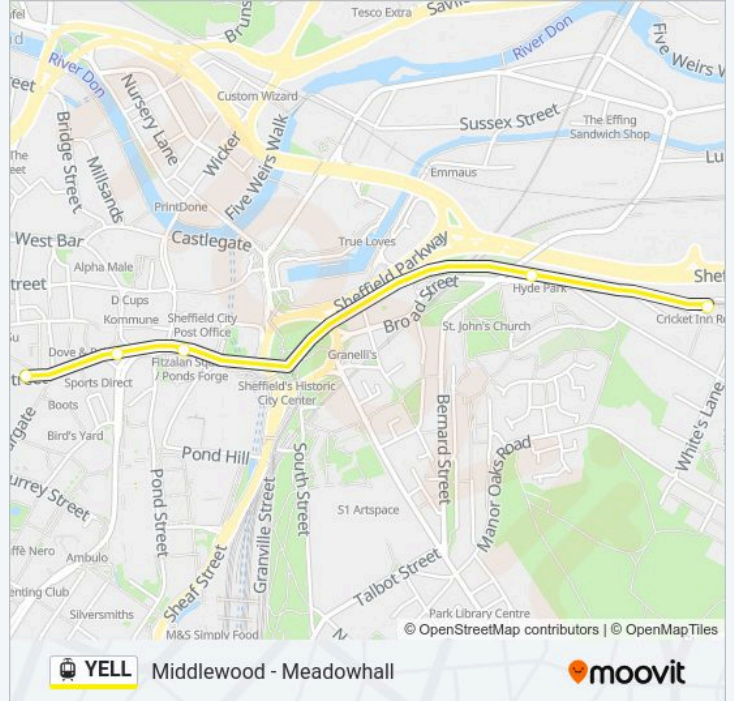 Tesco Extra
River Don
Custom Wizard
River Don
Nursery Lane
Wicker
Five Weirs Walk
Sussex Street
The Effing
Sandwich Shop
Bridge Street
Millsands
PrintDone
Emmaus
West Bar
Castlegate
True Loves
Alpha Male
Sheffield Parkway
D Cups
Kommune
Sheffield City
Post Office
Broad Street
Hyde Park
St. John's Church
Cricket Inn
Granelli's
Sports Direct
/ Ponds Forge
Sheffield's Historic
City Center
Boots
Bird's Yard
Pond Hill
Pond Street
South Street
Bernard Street
Manor Oaks Road
White's Lane
S1 Artspace
Granville Street
Ambulo
Talbot Street
Sheaf Street
Silversmiths
Park Library Centre
M&S Simply Food
© OpenStreetMap contributors | © OpenMapTiles
YELL Middlewood - Meadowhall
moovit